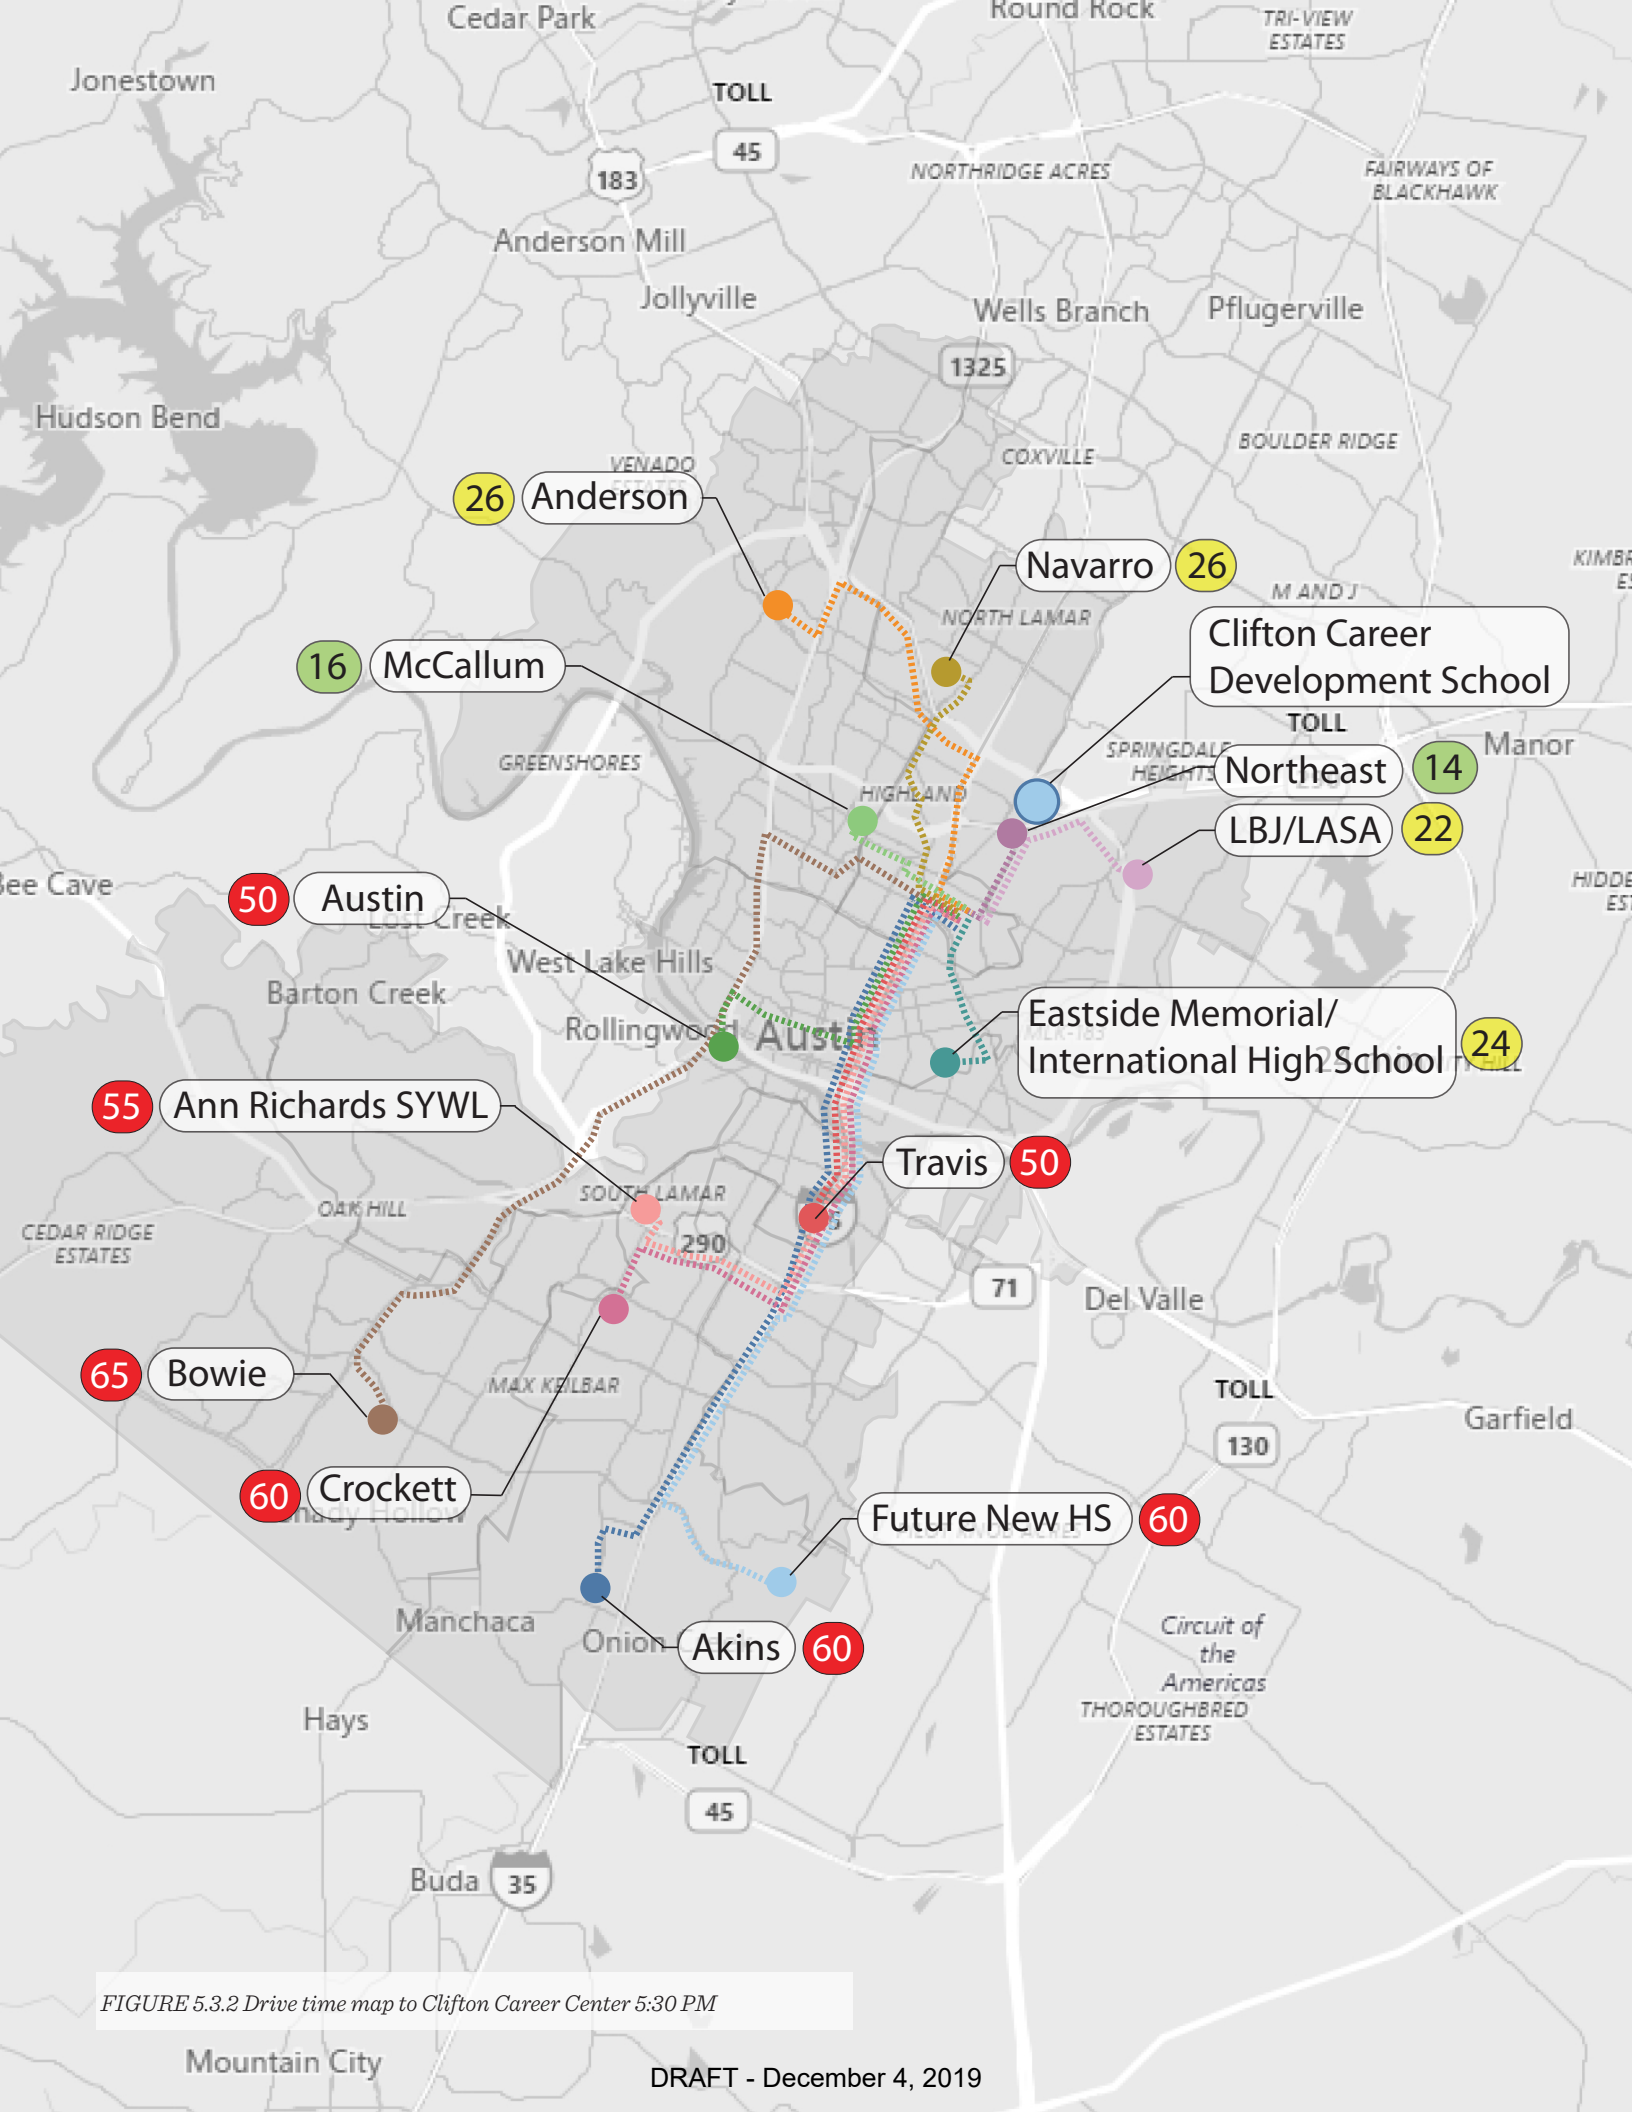 Cedar Park
Round Rock
TRI-VIEW
ESTATES
Jonestown
TOLL
45
183
NORTHRIDGE ACRES
FAIRWAYS OF
BLACKHAWK
Anderson Mill
Jollyville
Wells Branch
Pflugerville
1325
Hudson Bend
VENADO
COXVILLE
BOULDER RIDGE
26 Anderson
Navarro 26
M AND J
NORTH LAMAR
Clifton Career
Development School
16 McCallum
TOLL
Manor
GREENSHORES
SPRINGDALE
HEIGHTS
Northeast 14
HIGHLAND
LBJ/LASA 22
Bee Cave
50 Austin
Lost Creek
West Lake Hills
Barton Creek
Rollingwood
Austin
Eastside Memorial/
International High School 24
55 Ann Richards SYWL
Travis 50
SOUTH LAMAR
OAK HILL
CEDAR RIDGE
ESTATES
290
71
Del Valle
65 Bowie
MAX KEILBAR
TOLL
130
Garfield
60 Crockett
Future New HS 60
Manchaca
Onion Creek
Akins 60
Circuit of
the
Americas
THOROUGHBRED
ESTATES
Hays
TOLL
45
Buda
35
FIGURE 5.3.2 Drive time map to Clifton Career Center 5:30 PM
Mountain City
DRAFT - December 4, 2019